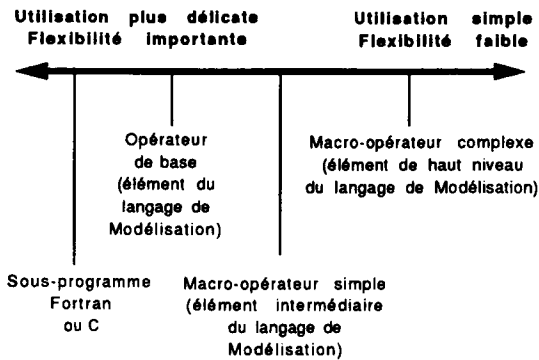 Utilisation plus délicate
Flexibilité importante
Utilisation simple
Flexibilité faible
Opérateur
de base
(élément du
langage de
Modélisation)
Macro-opérateur complexe
(élément de haut niveau
du langage de Modélisation)
Sous-programme
Fortran
ou C
Macro-opérateur simple
(élément intermédiaire
du langage de
Modélisation)